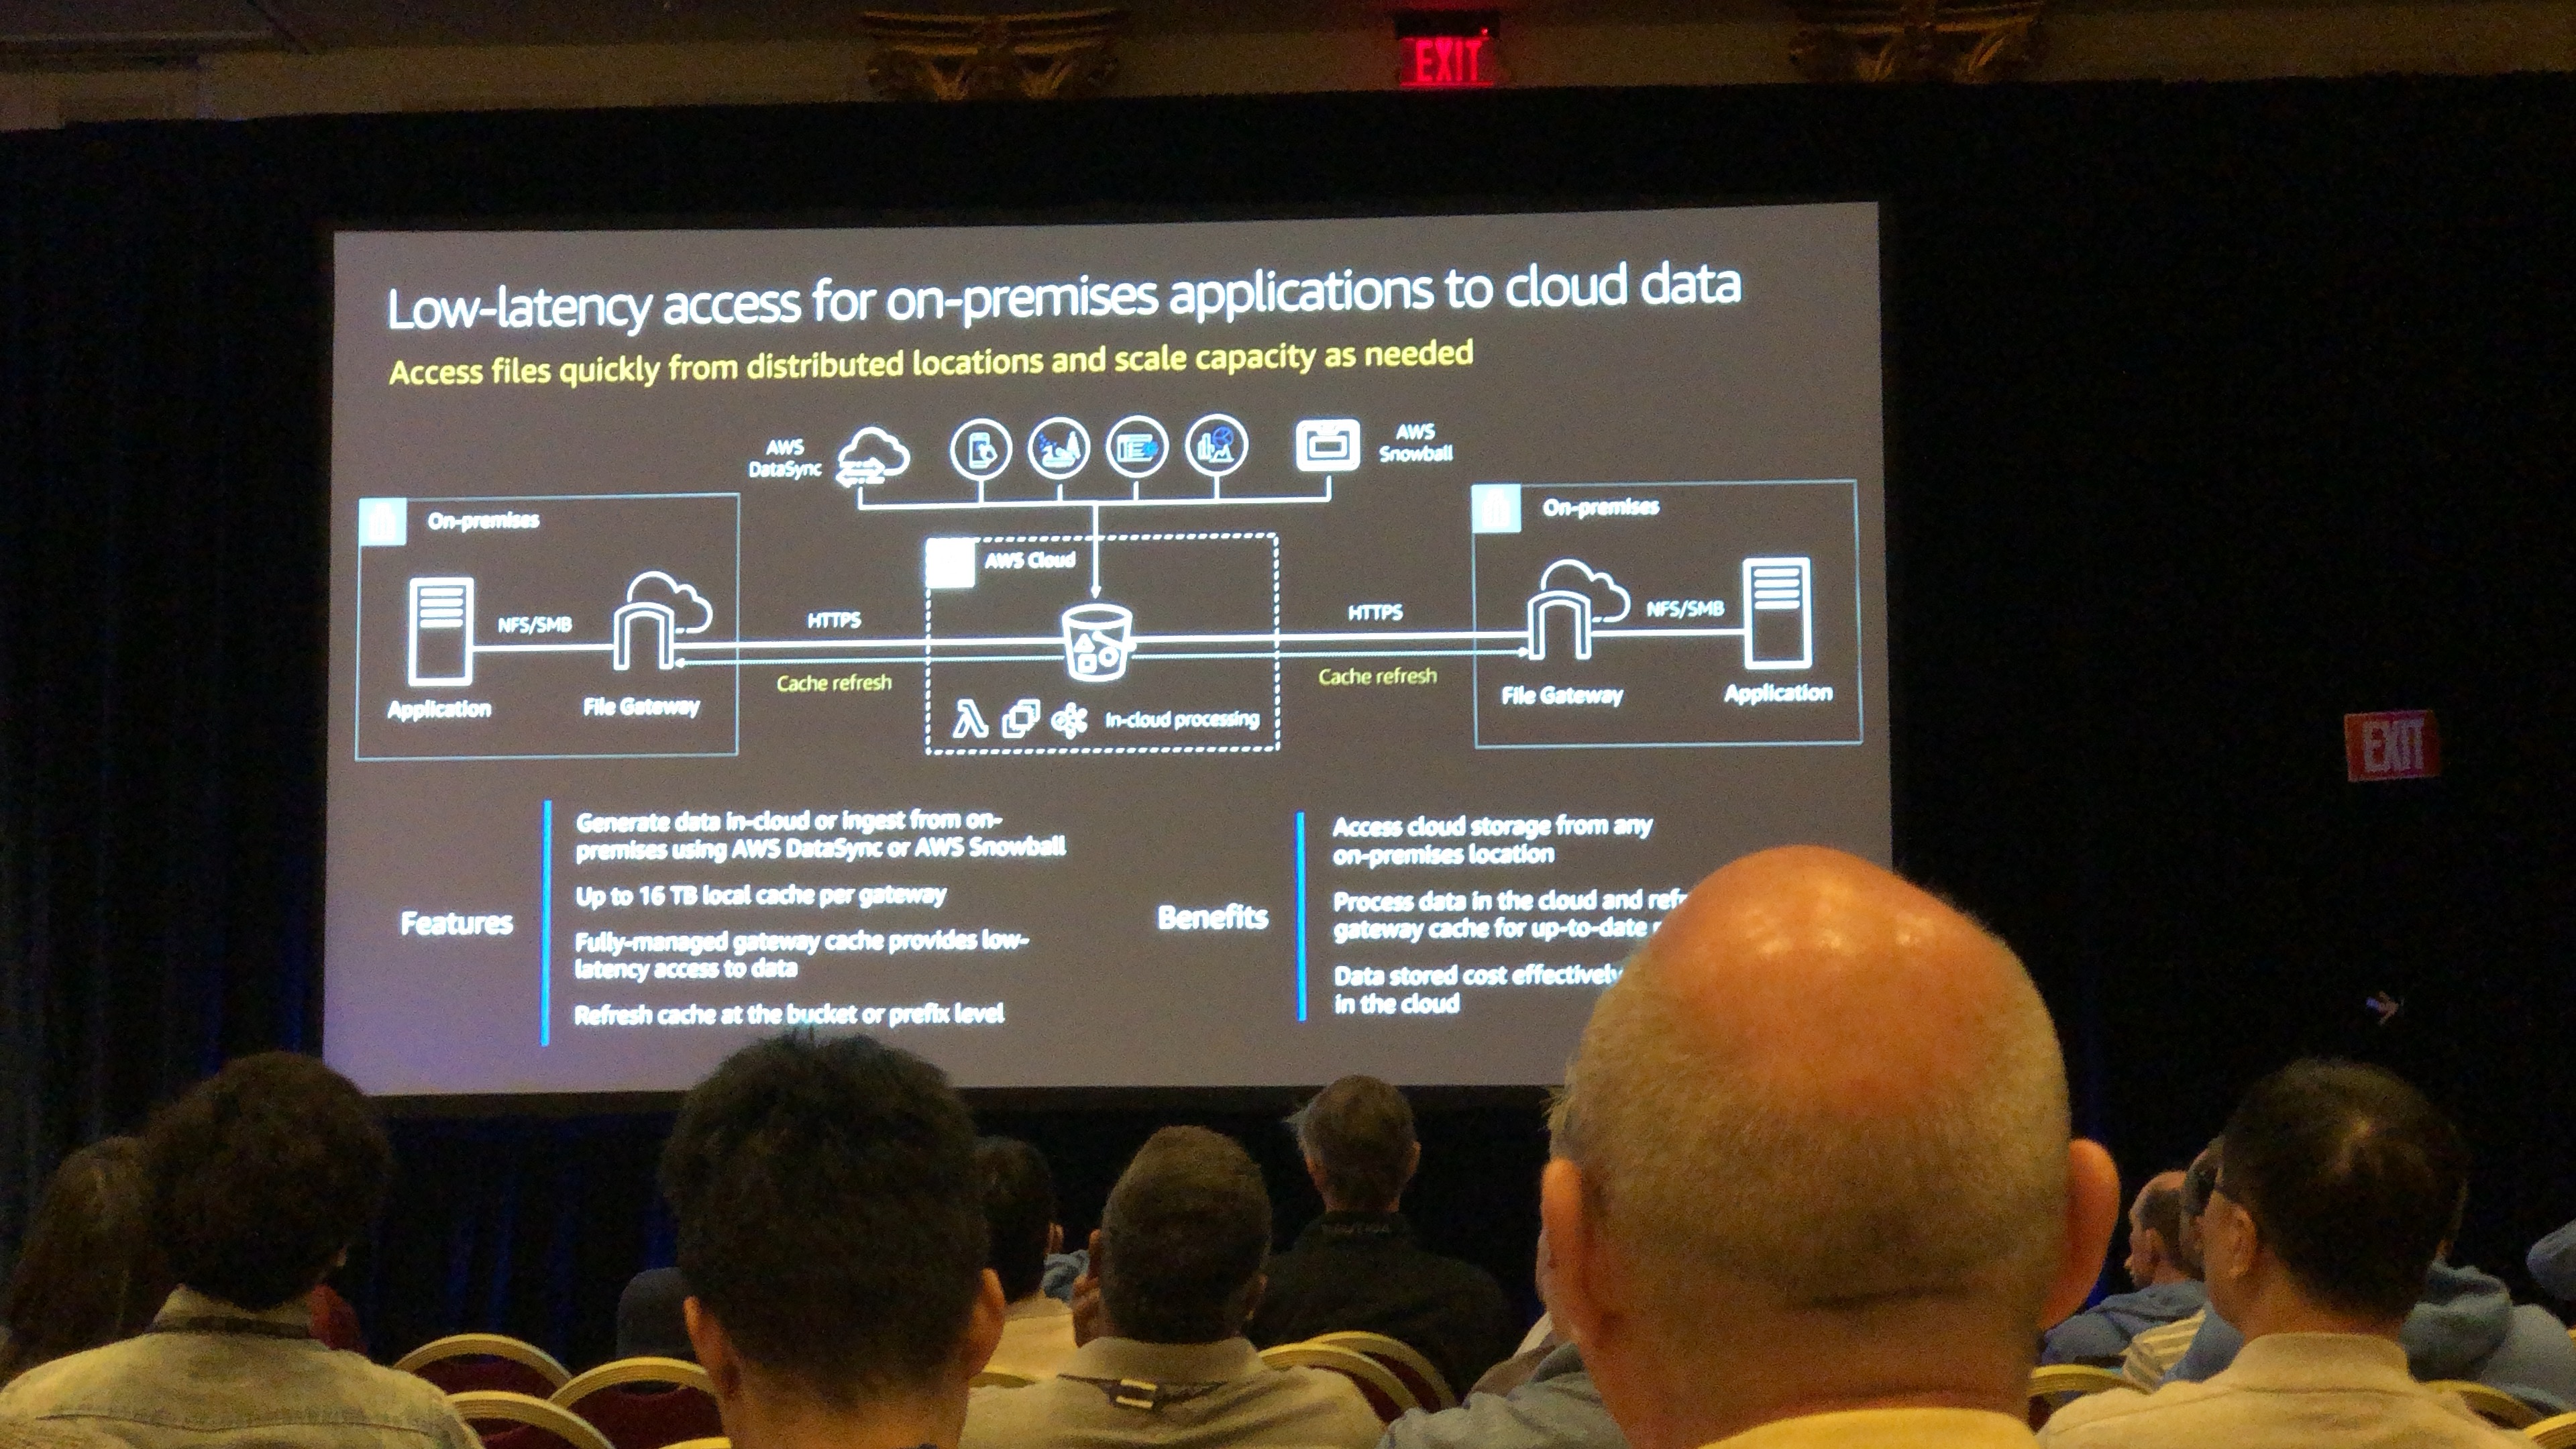 EXIT
Low-latency access for on-premises applications to cloud data
Access files quickly from distributed locations and scale capacity as needed
AWS
DataSync
AWS
Snowball
On-premises
NFS/SMB
Application
File Gateway
HTTPS
Cache refresh
AWS Cloud
In-cloud processing
HTTPS
Cache refresh
On-premises
NFS/SMB
File Gateway
Application
EXIT
Features
Generate data in-cloud or ingest from on-
premises using AWS DataSync or AWS Snowball
Up to 16 TB local cache per gateway
Fully-managed gateway cache provides low-
latency access to data
Refresh cache at the bucket or prefix level
Benefits
Access cloud storage from any
on-premises location
Process data in the cloud and
gateway cache for up-to-date
Data stored cost effectively
in the cloud